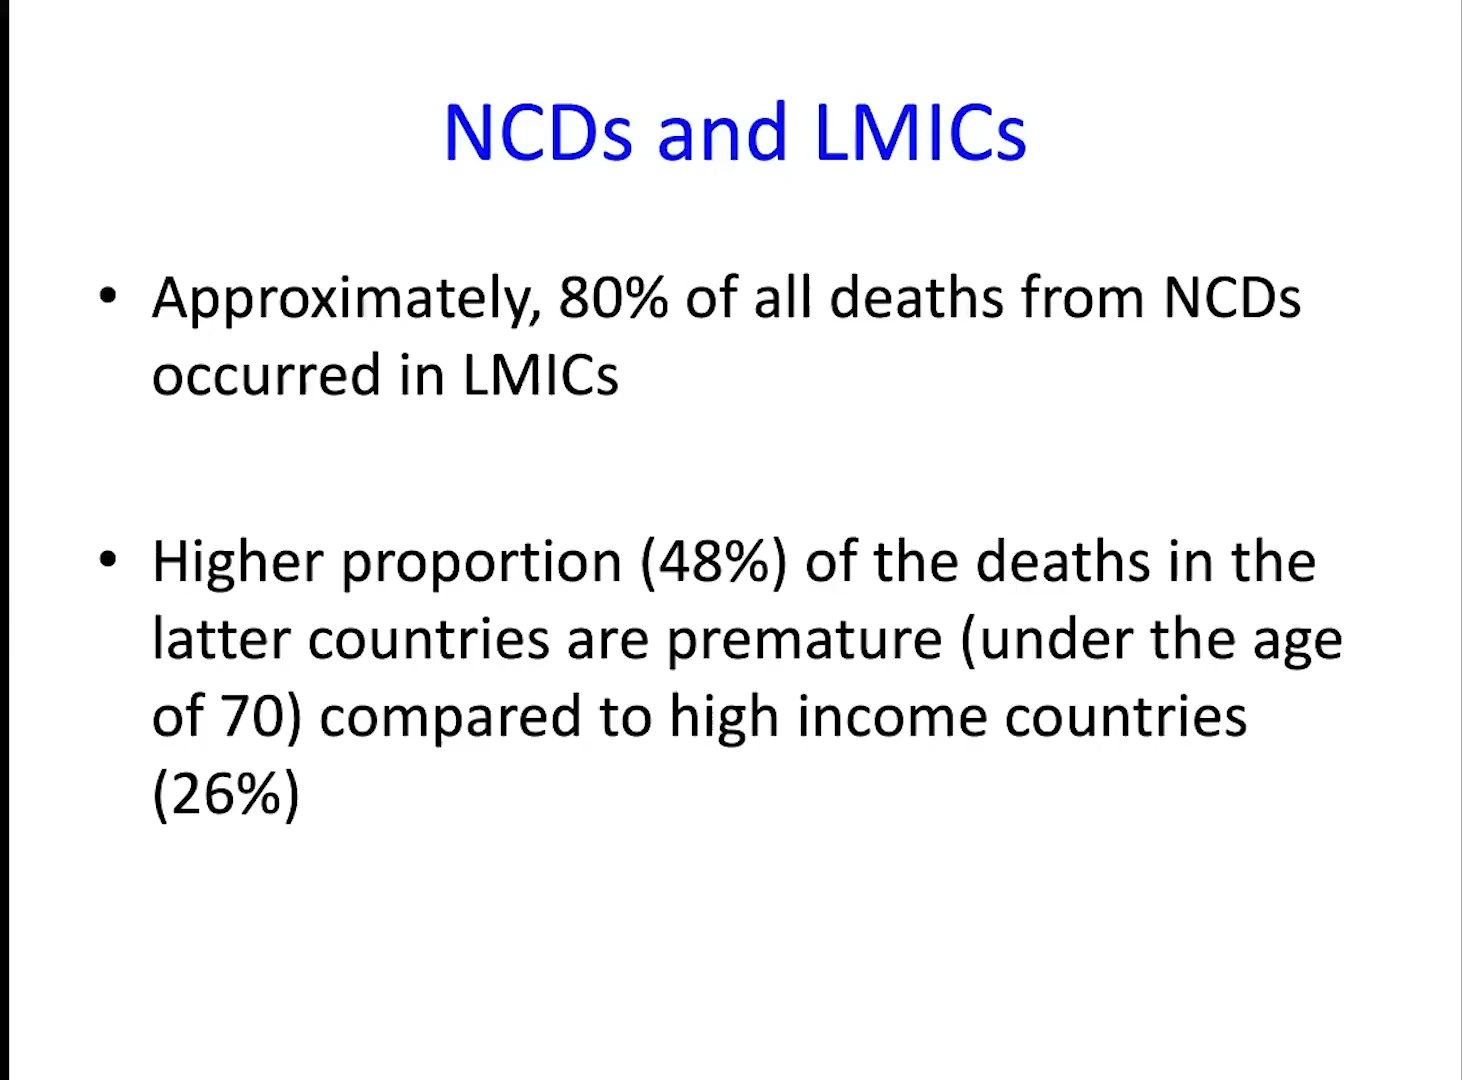 NCDs and LMICs
• Approximately, 80% of all deaths from NCDs
occurred in LMICs
• Higher proportion (48%) of the deaths in the
latter countries are premature (under the age
of 70) compared to high income countries
(26%)